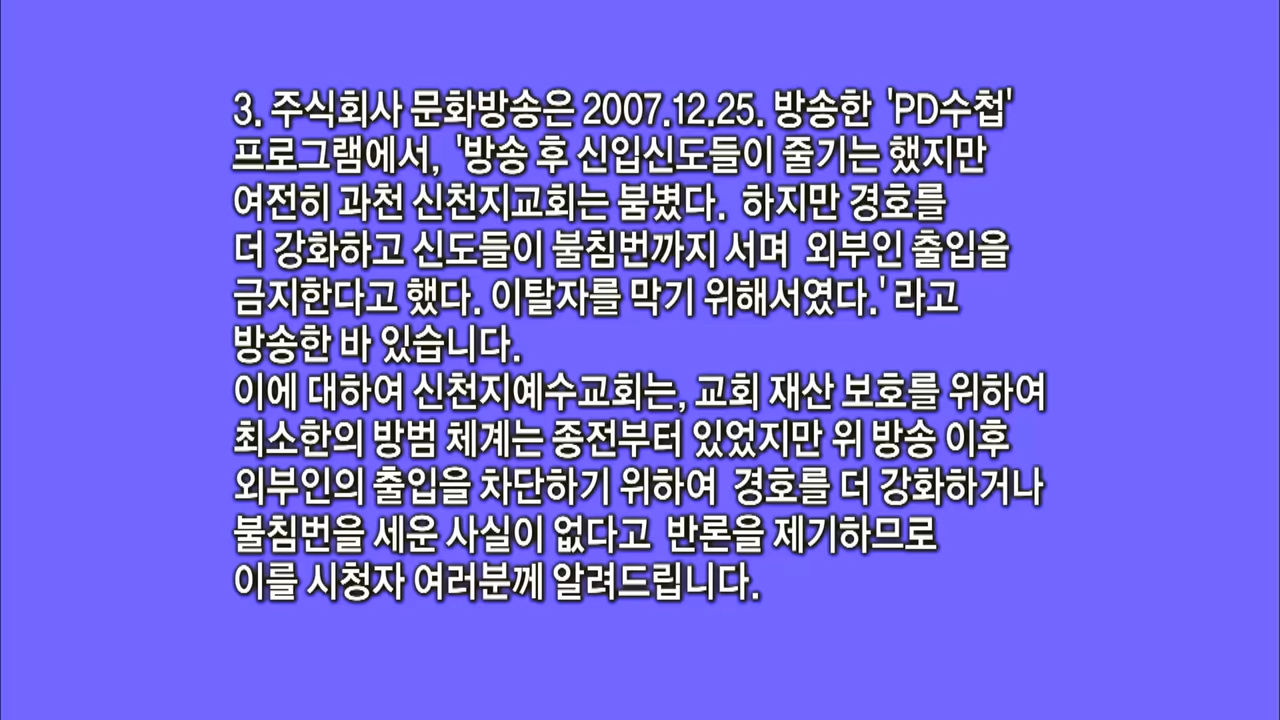 3. 주식회사 문화방송은 2007.12.25. 방송한 'PD수첩'
프로그램에서, '방송 후 신입신도들이 줄기는 했지만
여전히 과천 신천지교회는 붐볐다. 하지만 경호를
더 강화하고 신도들이 불침번까지 서며 외부인 출입을
금지한다고 했다. 이탈자를 막기 위해서였다.' 라고
방송한 바 있습니다.
이에 대하여 신천지예수교회는, 교회 재산 보호를 위하여
최소한의 방범 체계는 종전부터 있었지만 위 방송 이후
외부인의 출입을 차단하기 위하여 경호를 더 강화하거나
불침번을 세운 사실이 없다고 반론을 제기하므로
이를 시청자 여러분께 알려드립니다.